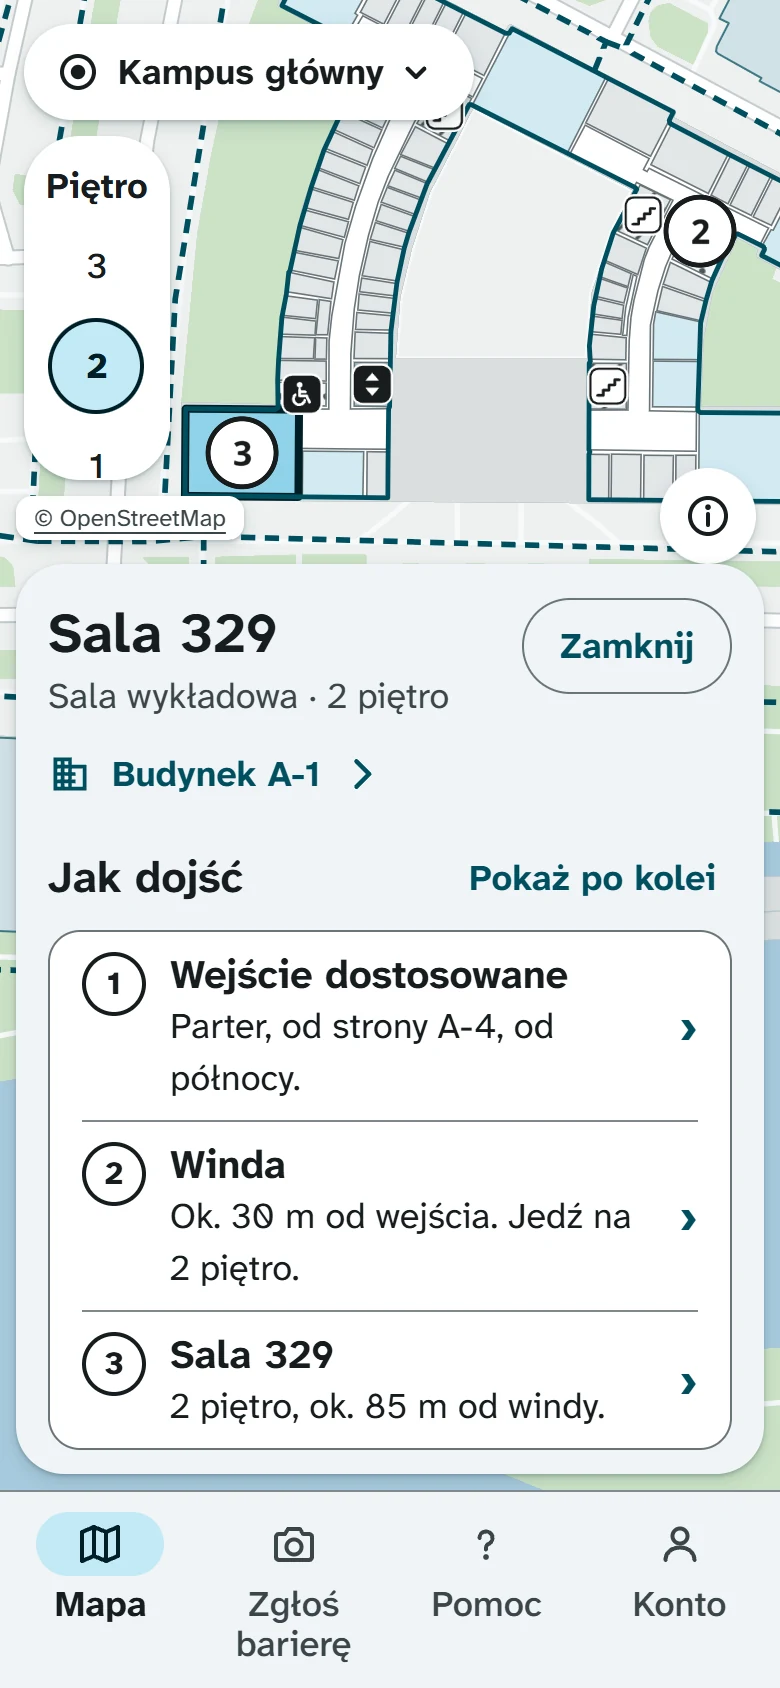 Kampus główny
Piętro
3
2
1
2
3
© OpenStreetMap
Sala 329
Zamknij
Sala wykładowa · 2 piętro
Budynek A-1
Jak dojść
Pokaż po kolei
1
Wejście dostosowane
Parter, od strony A-4, od
północy.
2
Winda
Ok. 30 m od wejścia. Jedź na
2 piętro.
3
Sala 329
2 piętro, ok. 85 m od windy.
Mapa
Zgłoś
barierę
Pomoc
Konto